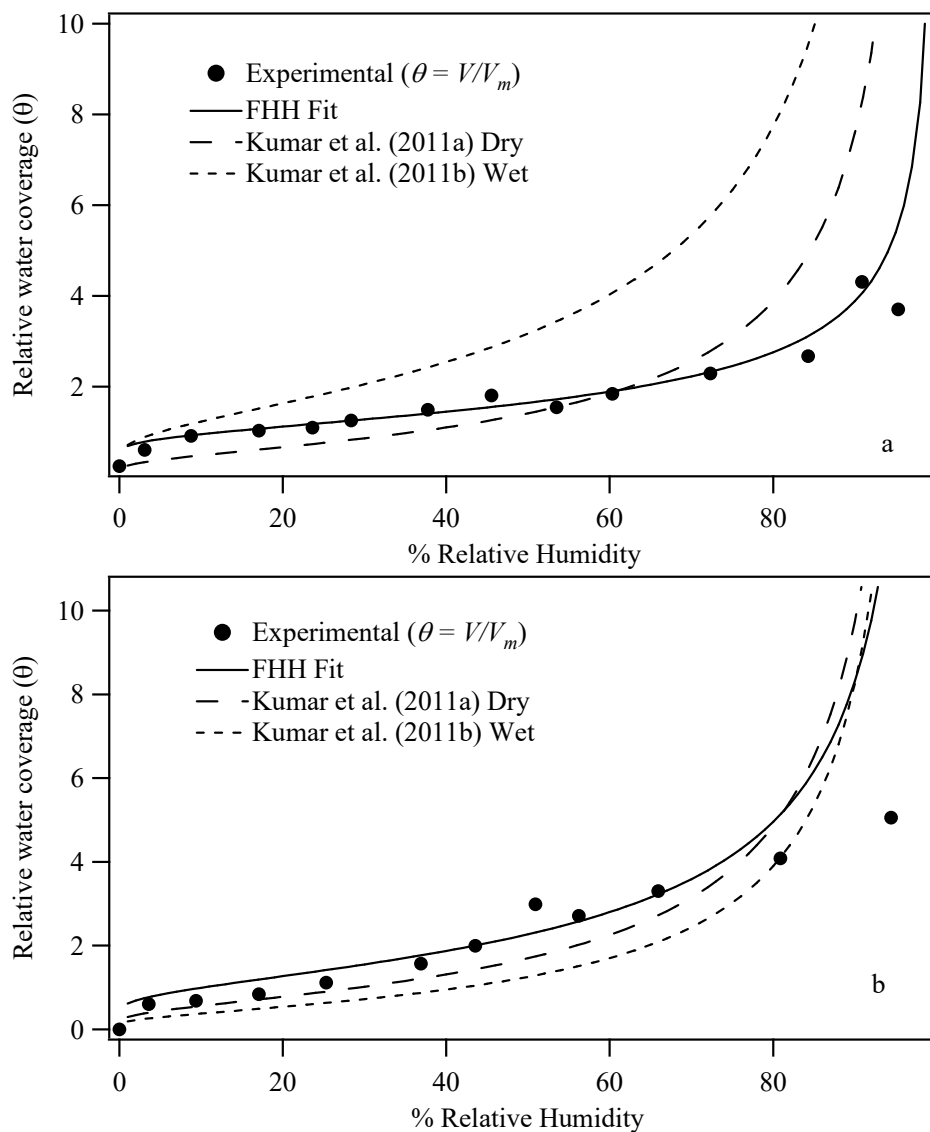 10
8
6
4
2
Relative water coverage (θ)
Experimental (θ = V/Vm)
FHH Fit
Kumar et al. (2011a) Dry
Kumar et al. (2011b) Wet
a
0 20 40 60 80
% Relative Humidity
10
8
6
4
2
0
Relative water coverage (θ)
Experimental (θ = V/Vm)
FHH Fit
Kumar et al. (2011a) Dry
Kumar et al. (2011b) Wet
b
0 20 40 60 80
% Relative Humidity